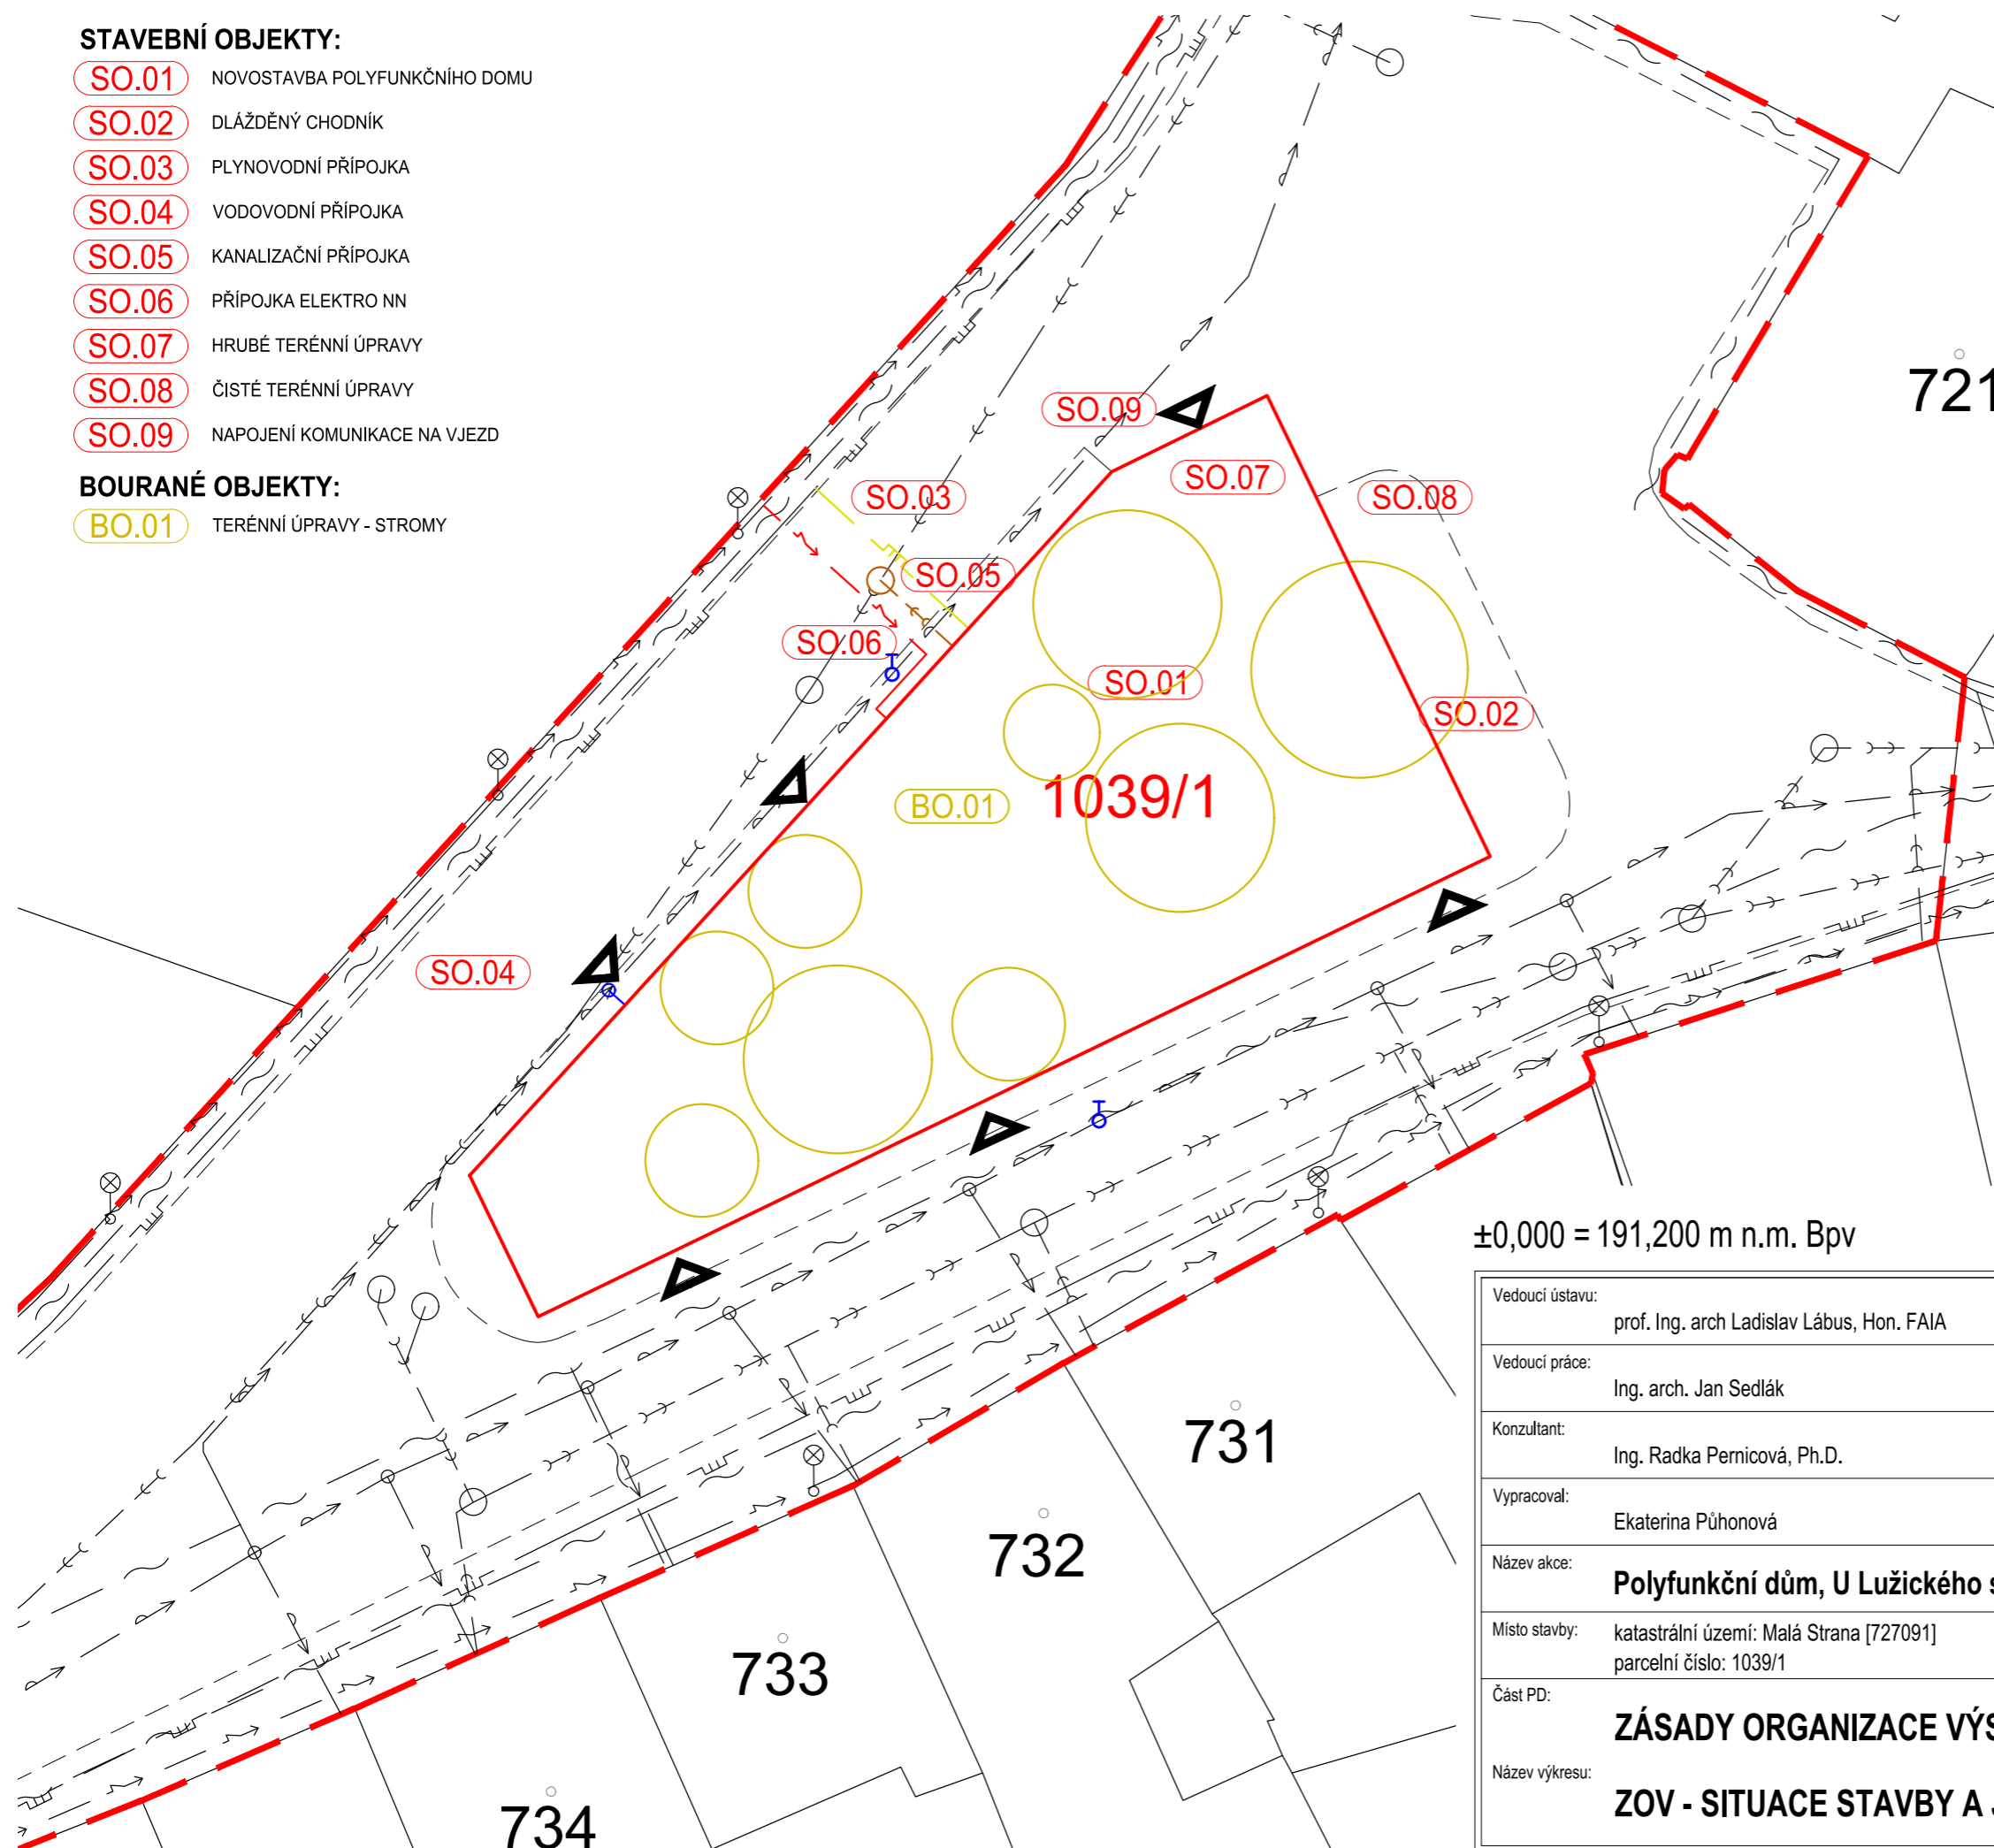 STAVEBNÍ OBJEKTY:
SO.01 NOVOSTAVBA POLYFUNKČNÍHO DOMU
SO.02 DLÁŽDĚNÝ CHODNÍK
SO.03 PLYNOVODNÍ PŘÍPOJKA
SO.04 VODOVODNÍ PŘÍPOJKA
SO.05 KANALIZAČNÍ PŘÍPOJKA
SO.06 PŘÍPOJKA ELEKTRO NN
SO.07 HRUBÉ TERÉNNÍ ÚPRAVY
SO.08 ČISTÉ TERÉNNÍ ÚPRAVY
SO.09 NAPOJENÍ KOMUNIKACE NA VJEZD
BOURANÉ OBJEKTY:
BO.01 TERÉNNÍ ÚPRAVY - STROMY
721
SO.09
SO.07
SO.03
SO.08
SO.05
SO.06
SO.01
SO.02
1039/1
BO.01
SO.04
731
732
733
734
±0,000 = 191,200 m n.m. Bpv
Vedoucí ústavu:
prof. Ing. arch Ladislav Lábus, Hon. FAIA
Vedoucí práce:
Ing. arch. Jan Sedlák
Konzultant:
Ing. Radka Pernicová, Ph.D.
Vypracoval:
Ekaterina Půhonová
Název akce:
Polyfunkční dům, U Lužického s
Místo stavby:
katastrální území: Malá Strana [727091]
parcelní číslo: 1039/1
Část PD:
ZÁSADY ORGANIZACE VÝS
Název výkresu:
ZOV - SITUACE STAVBY A